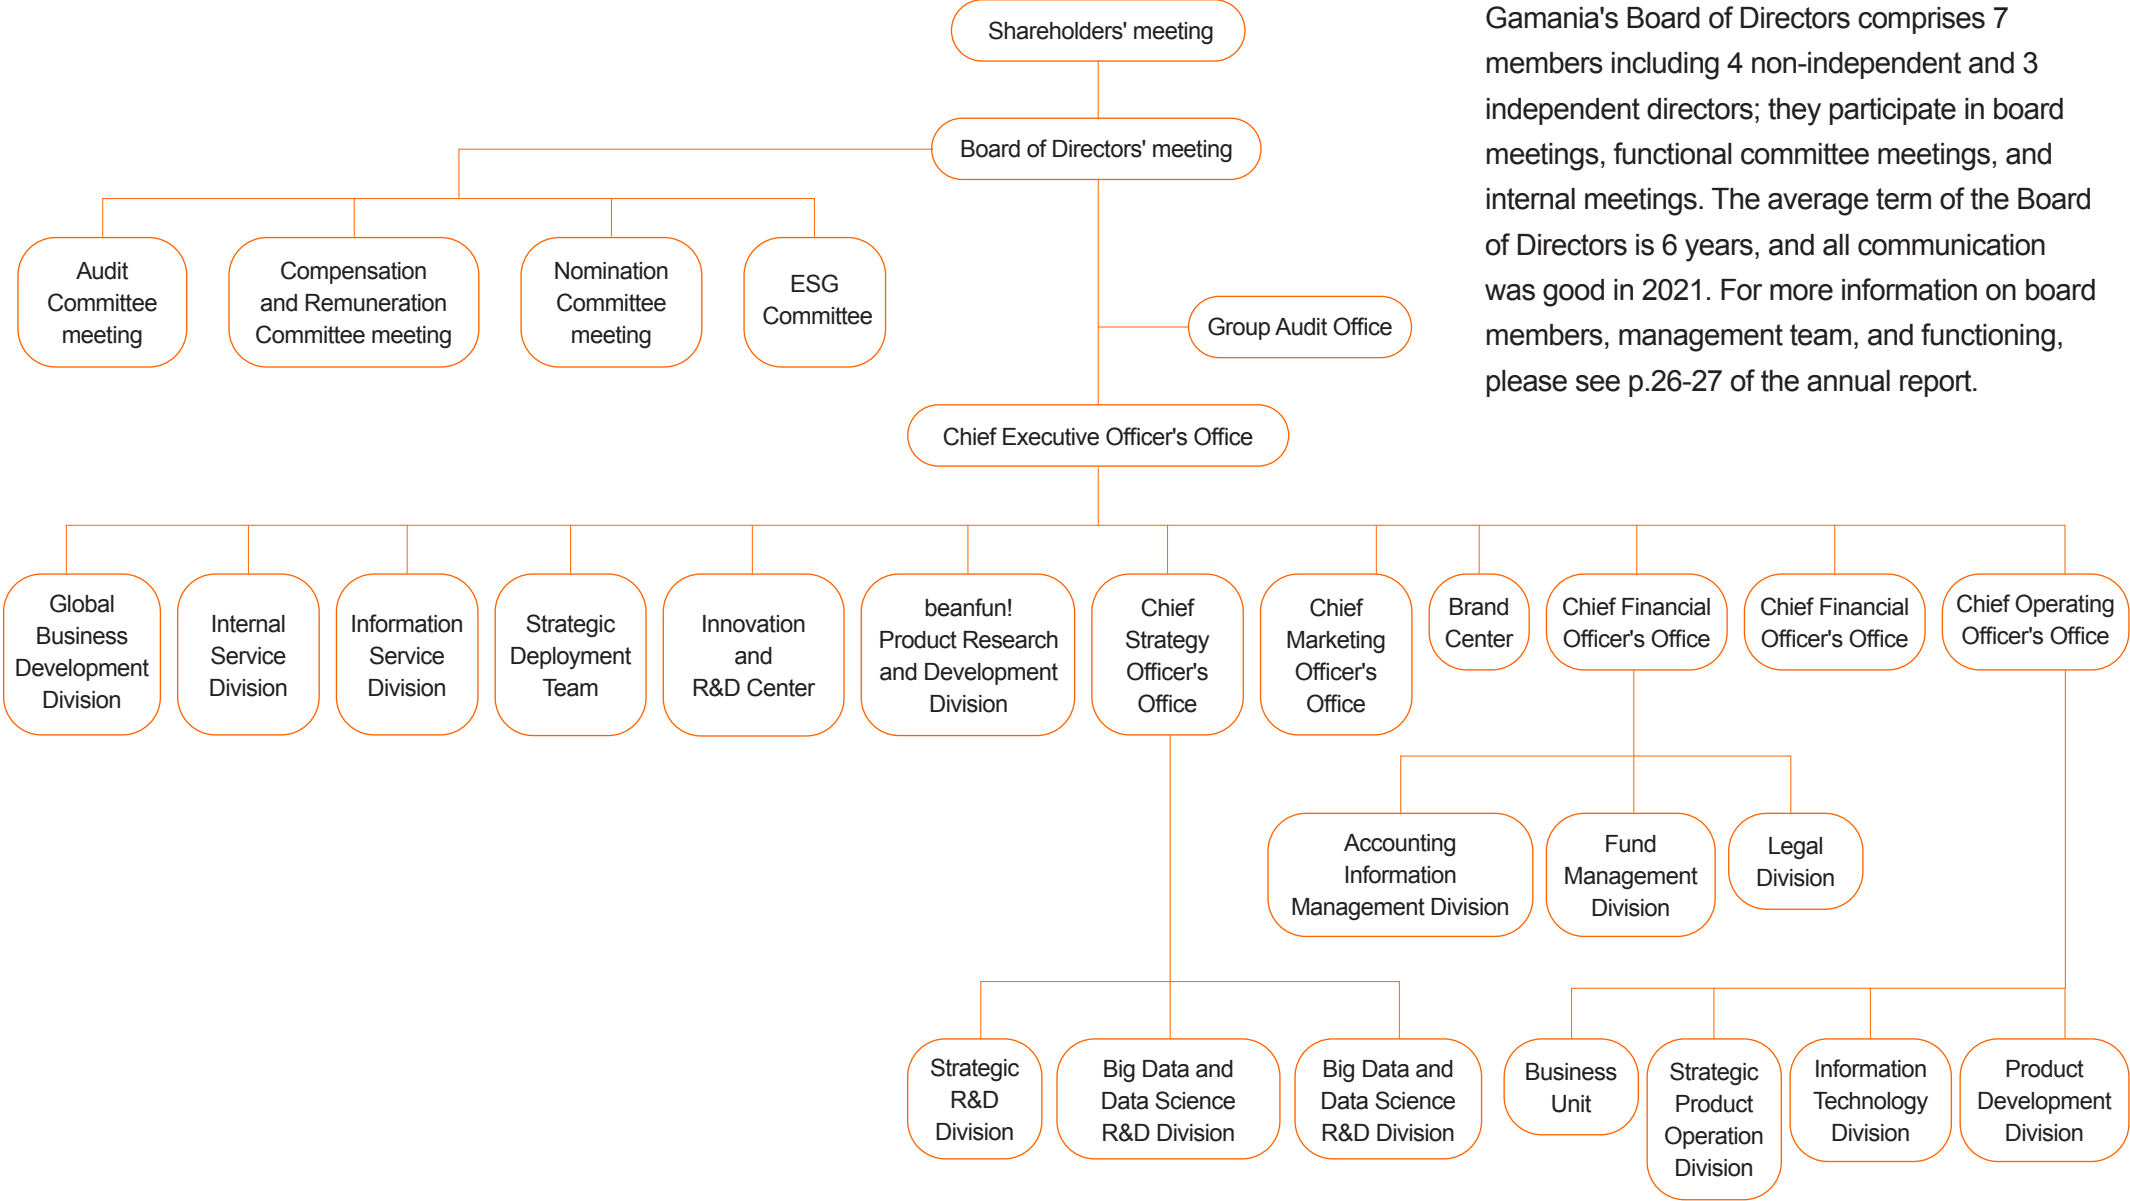 Shareholders' meeting
Gamania's Board of Directors comprises 7
members including 4 non-independent and 3
independent directors; they participate in board
meetings, functional committee meetings, and
internal meetings. The average term of the Board
of Directors is 6 years, and all communication
was good in 2021. For more information on board
members, management team, and functioning,
please see p.26-27 of the annual report.
Board of Directors' meeting
Audit
Committee
meeting
Compensation
and Remuneration
Committee meeting
Nomination
Committee
meeting
ESG
Committee
Group Audit Office
Chief Executive Officer's Office
Global
Business
Development
Division
Internal
Service
Division
Information
Service
Division
Strategic
Deployment
Team
Innovation
and
R&D Center
beanfun!
Product Research
and Development
Division
Chief
Strategy
Officer's
Office
Chief
Marketing
Officer's
Office
Brand
Center
Chief Financial
Officer's Office
Chief Financial
Officer's Office
Chief Operating
Officer's Office
Accounting
Information
Management Division
Fund
Management
Division
Legal
Division
Strategic
R&D
Division
Big Data and
Data Science
R&D Division
Big Data and
Data Science
R&D Division
Business
Unit
Strategic
Product
Operation
Division
Information
Technology
Division
Product
Development
Division